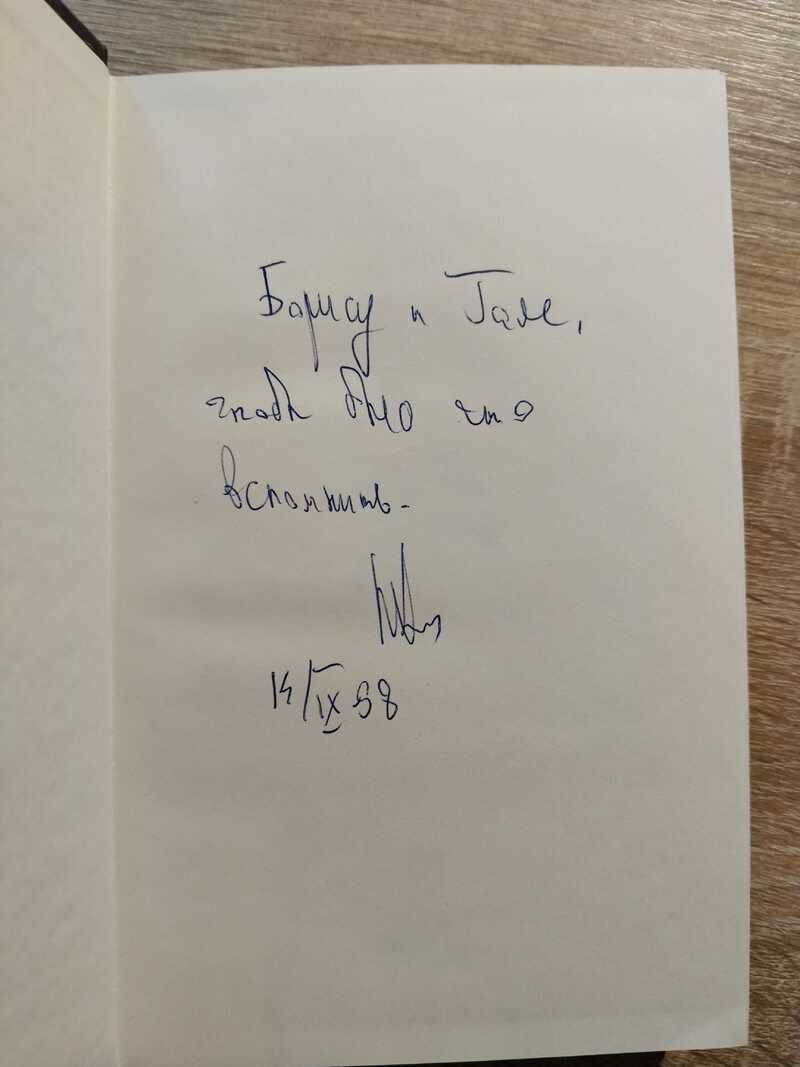 Борису и Гале,
чтобы было что
вспомнить.
14/IX 98